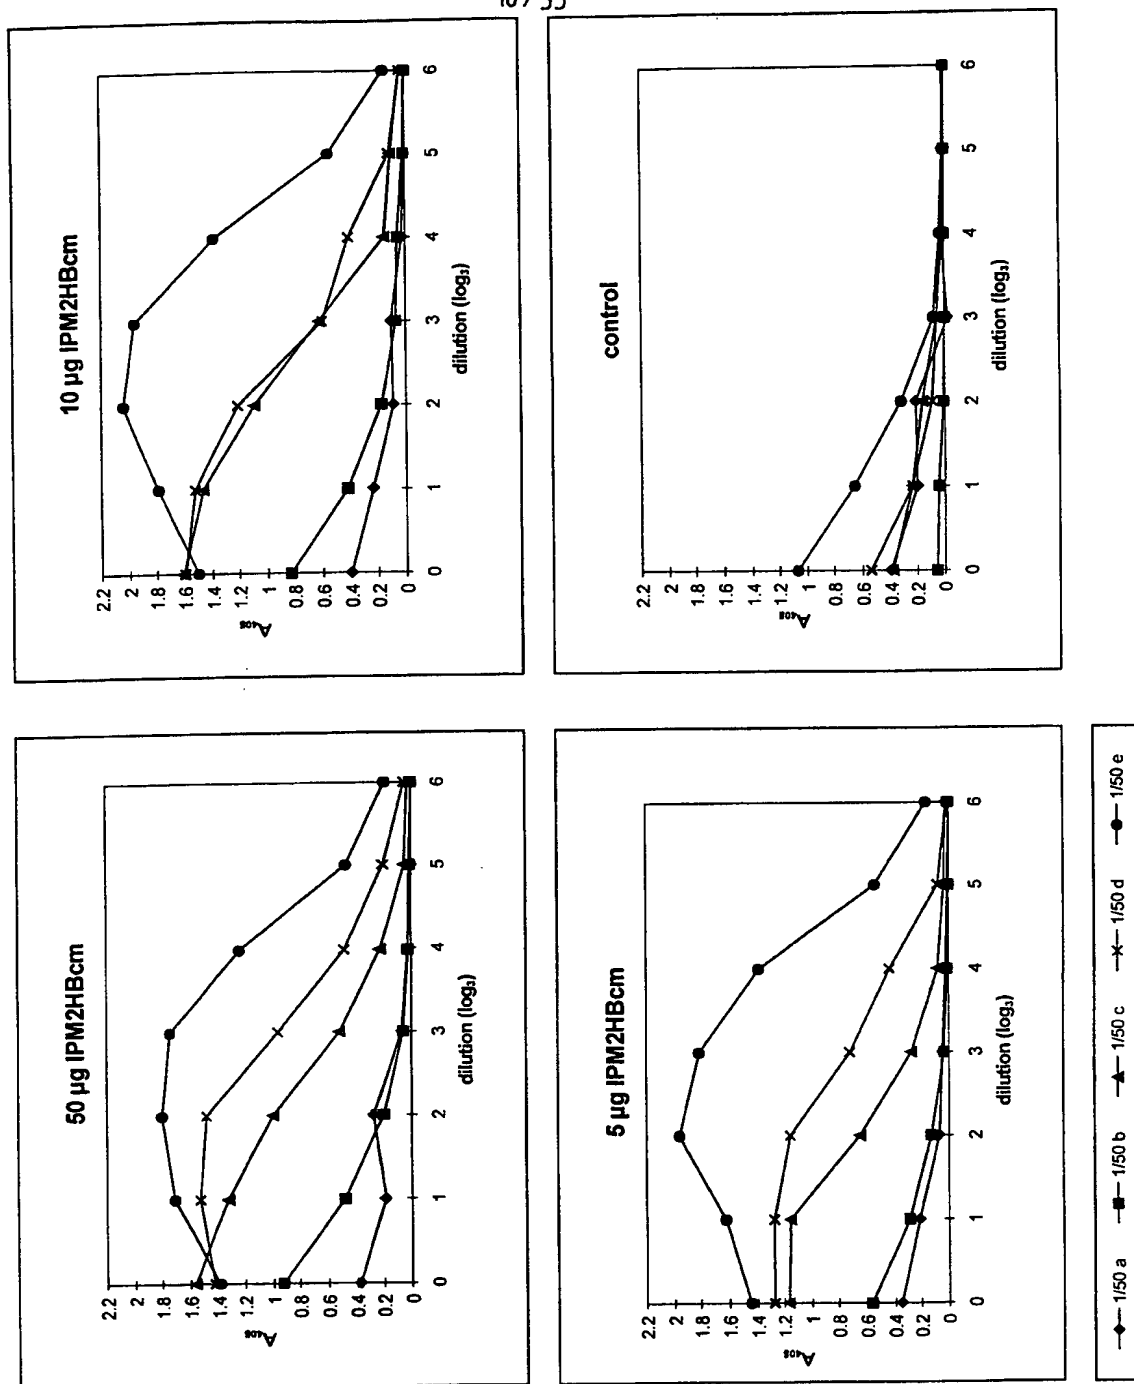 10 µg IPM2HBcm
2.2
2
1.8
1.6
1.4
1.2
1
0.8
0.6
0.4
0.2
0
A₄₀₅
0 1 2 3 4 5 6
dilution (log₃)
control
2.2
2
1.8
1.6
1.4
1.2
1
0.8
0.6
0.4
0.2
0
A₄₀₅
0 1 2 3 4 5 6
dilution (log₃)
50 µg IPM2HBcm
2.2
2
1.8
1.6
1.4
1.2
1
0.8
0.6
0.4
0.2
0
A₄₀₅
0 1 2 3 4 5 6
dilution (log₃)
5 µg IPM2HBcm
2.2
2
1.8
1.6
1.4
1.2
1
0.8
0.6
0.4
0.2
0
A₄₀₅
0 1 2 3 4 5 6
dilution (log₃)
1/50 a 1/50 b 1/50 c 1/50 d 1/50 e